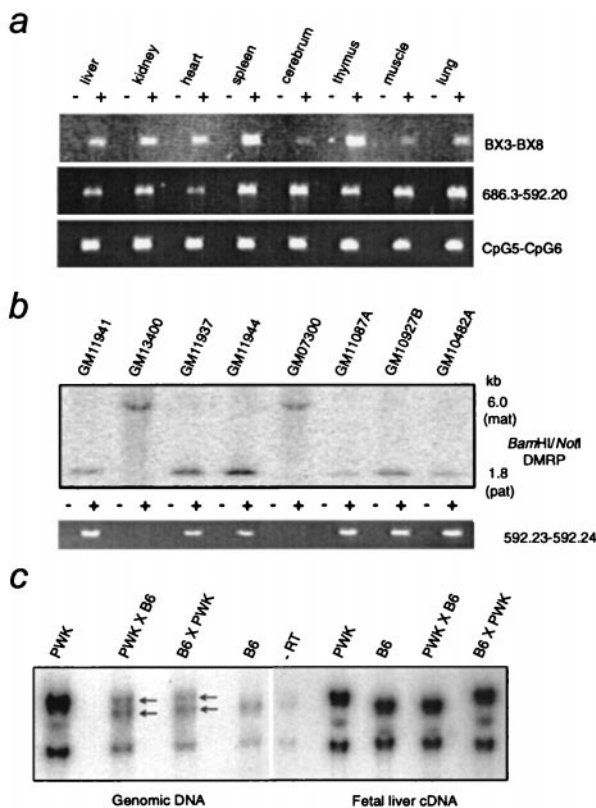 a
liver kidney heart spleen cerebrum thymus muscle lung
- + - + - + - + - + - + - + - +
BX3-BX8
686.3-592.20
CpG5-CpG6
b
GM11941 GM13400 GM11937 GM11944 GM07300 GM11087A GM10927B GM10482A
kb
6.0
(mat)
BamHI/NotI
DMRP
1.8
(pat)
- + - + - + - + - + - + - + - +
592.23-592.24
c
PWK PWK X B6 B6 X PWK B6 - RT PWK B6 PWK X B6 B6 X PWK
Genomic DNA Fetal liver cDNA